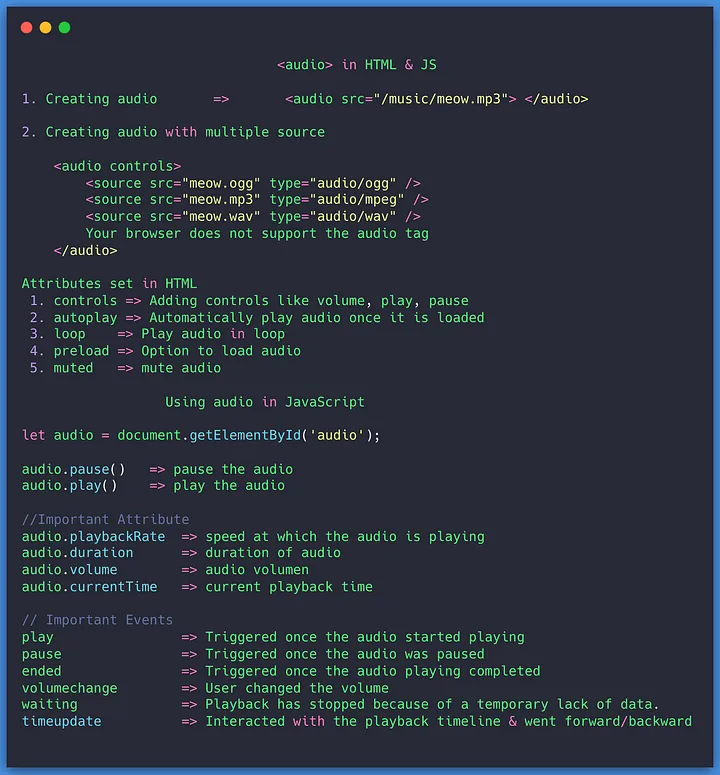 <audio> in HTML & JS
1. Creating audio => <audio src="/music/meow.mp3"> </audio>
2. Creating audio with multiple source
<audio controls>
<source src="meow.ogg" type="audio/ogg" />
<source src="meow.mp3" type="audio/mpeg" />
<source src="meow.wav" type="audio/wav" />
Your browser does not support the audio tag
</audio>
Attributes set in HTML
1. controls => Adding controls like volume, play, pause
2. autoplay => Automatically play audio once it is loaded
3. loop => Play audio in loop
4. preload => Option to load audio
5. muted => mute audio
Using audio in JavaScript
let audio = document.getElementById('audio');
audio.pause() => pause the audio
audio.play() => play the audio
//Important Attribute
audio.playbackRate => speed at which the audio is playing
audio.duration => duration of audio
audio.volume => audio volumen
audio.currentTime => current playback time
// Important Events
play => Triggered once the audio started playing
pause => Triggered once the audio was paused
ended => Triggered once the audio playing completed
volumechange => User changed the volume
waiting => Playback has stopped because of a temporary lack of data.
timeupdate => Interacted with the playback timeline & went forward/backward